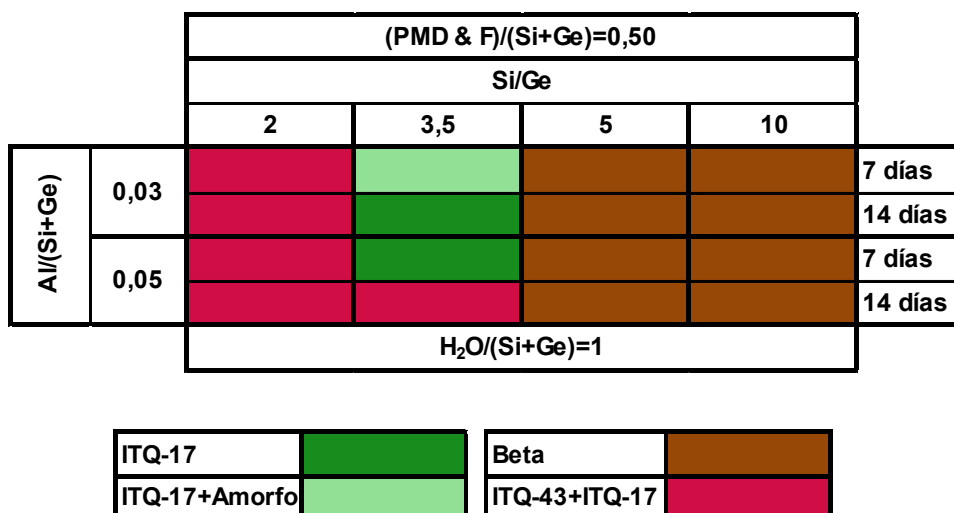 (PMD & F)/(Si+Ge)=0,50
Si/Ge
2 3,5 5 10
Al/(Si+Ge)
0,03
7 días
14 días
0,05
7 días
14 días
H₂O/(Si+Ge)=1
ITQ-17 Beta
ITQ-17+Amorfo ITQ-43+ITQ-17